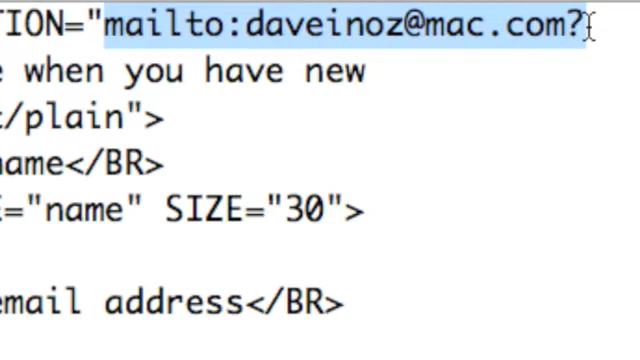 TION="mailto:daveinoz@mac.com?
e when you have new
t/plain">
name</BR>
E="name" SIZE="30">
email address</BR>